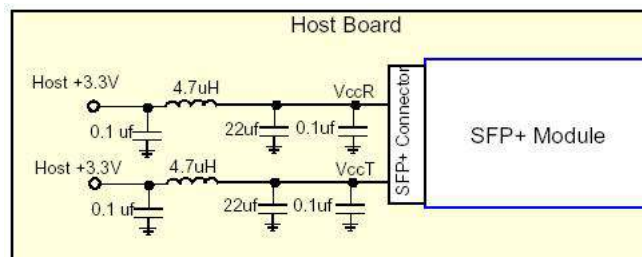 Host Board
Host +3.3V
4.7uH
VccR
0.1 uf
22uf
0.1uf
SFP+ Connector
SFP+ Module
Host +3.3V
4.7uH
VccT
0.1 uf
22uf
0.1uf